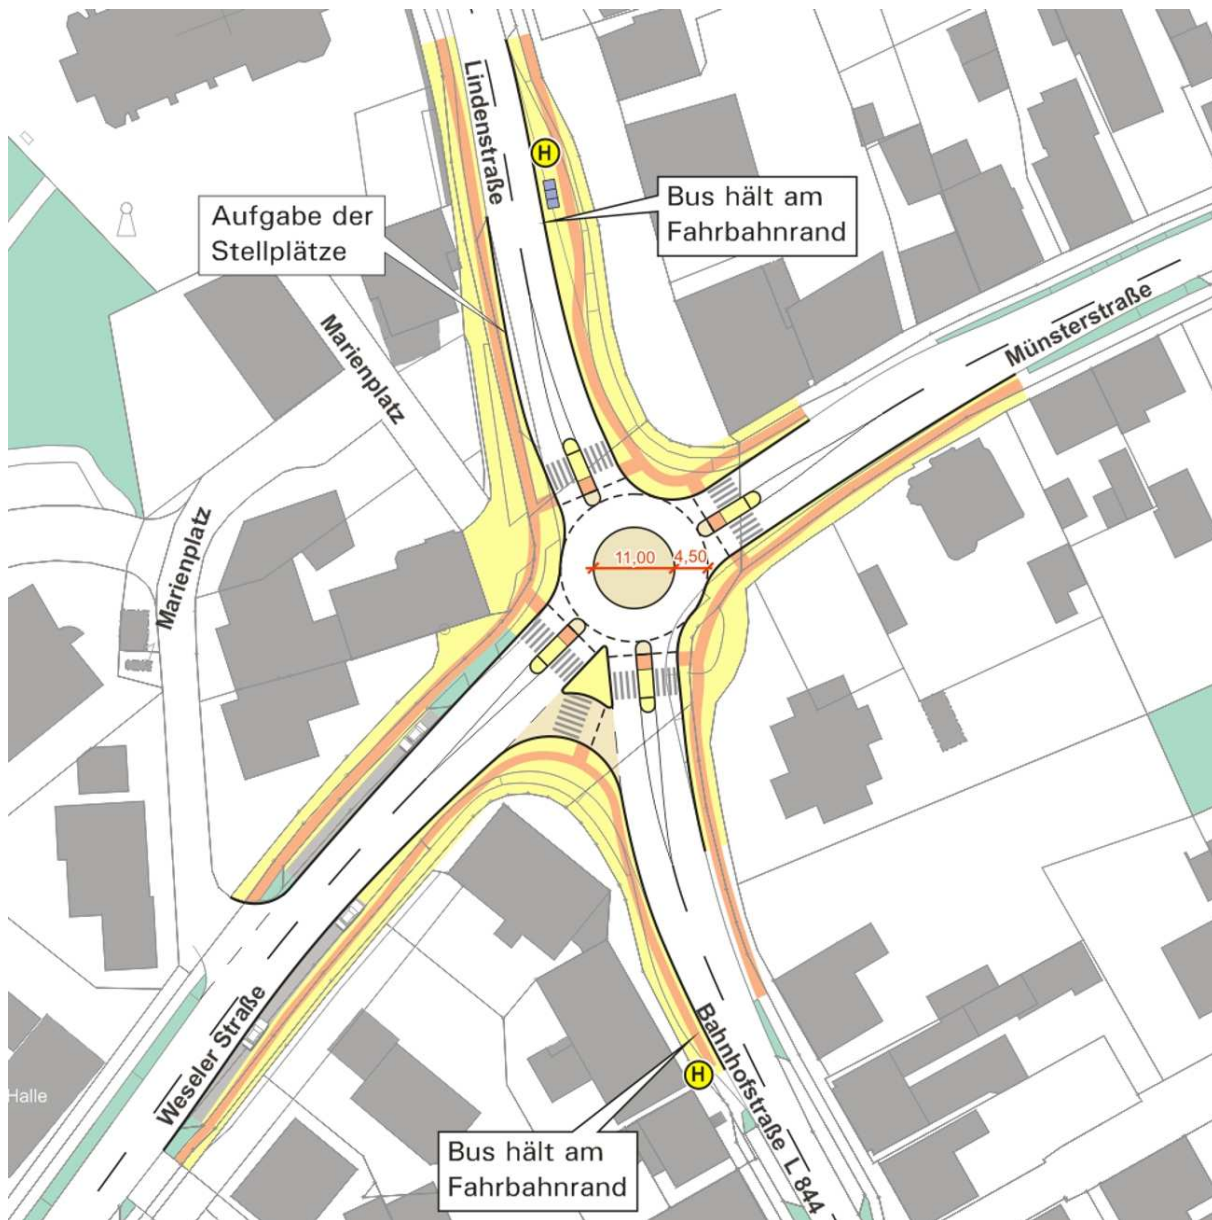 Lindenstraße
H
Bus hält am
Fahrbahnrand
Aufgabe der
Stellplätze
Münsterstraße
Marienplatz
Marienplatz
11,00
4,50
Weseler Straße
Bahnhofstraße L 844
H
Halle
Bus hält am
Fahrbahnrand